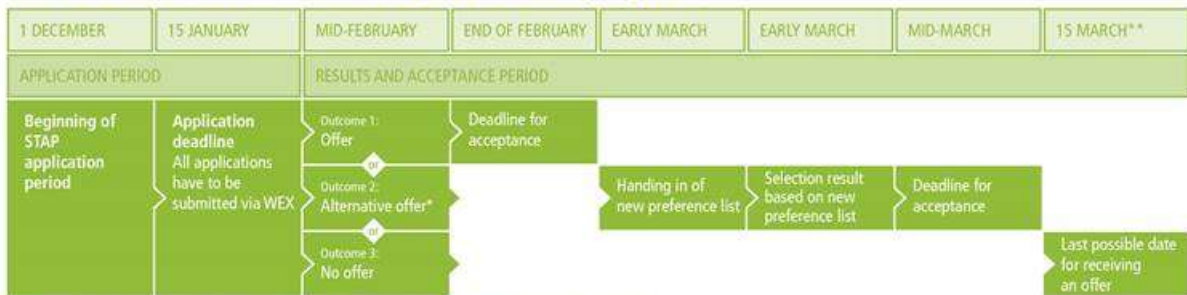 1 DECEMBER
15 JANUARY
MID-FEBRUARY
END OF FEBRUARY
EARLY MARCH
EARLY MARCH
MID-MARCH
15 MARCH**
APPLICATION PERIOD
RESULTS AND ACCEPTANCE PERIOD
Beginning of
STAP
application
period
Application
deadline
All applications
have to be
submitted via WEX
Outcome 1:
Offer
Deadline for
acceptance
or
Outcome 2:
Alternative offer*
Handing in of
new preference list
Selection result
based on new
preference list
Deadline for
acceptance
or
Outcome 3:
No offer
Last possible date
for receiving
an offer